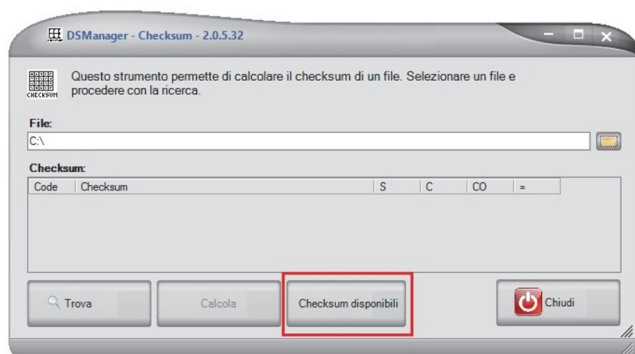 DSManager - Checksum - 2.0.5.32
CHECKSUM
Questo strumento permette di calcolare il checksum di un file. Selezionare un file e
procedere con la ricerca.
File:
C:\
Checksum:
Code Checksum S C CO =
Trova Calcola Checksum disponibili Chiudi